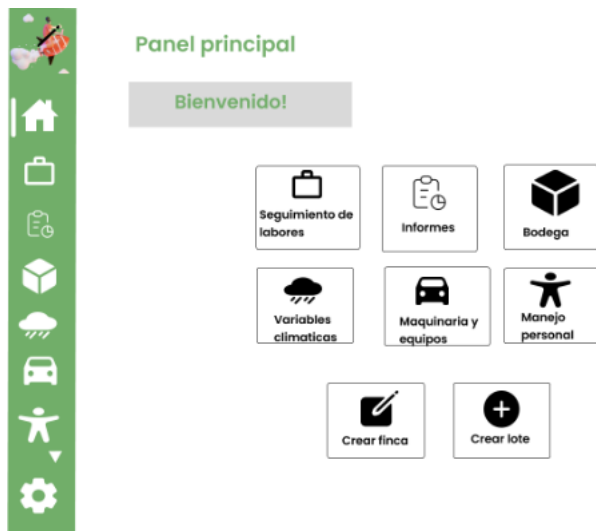 Panel principal
Bienvenido!
Seguimiento de
labores
Informes
Bodega
Variables
climaticas
Maquinaria y
equipos
Manejo
personal
Crear finca
Crear lote